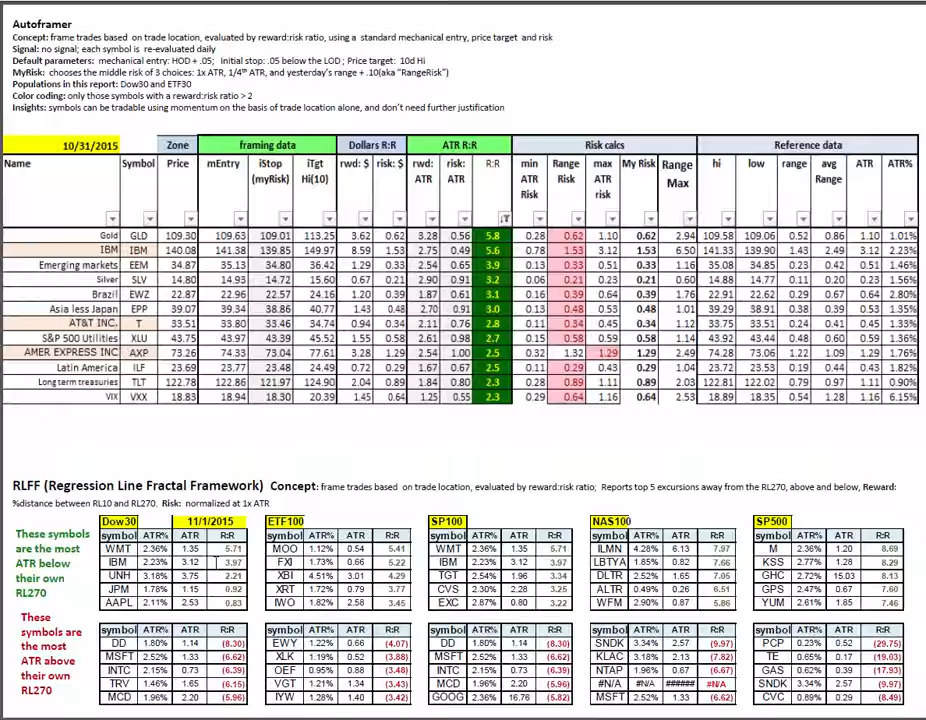 Autoframer
Concept: frame trades based on trade location, evaluated by reward:risk ratio, using a standard mechanical entry, price target and risk
Signal: no signal; each symbol is re-evaluated daily
Default parameters: mechanical entry: HOD + .05; Initial stop: .05 below the LOD ; Price target: 10d Hi
MyRisk: chooses the middle risk of 3 choices: 1x ATR, 1/4th ATR, and yesterday's range + .10(aka "RangeRisk")
Populations in this report: Dow30 and ETF30
Color coding: only those symbols with a reward:risk ratio > 2
Insights: symbols can be tradable using momentum on the basis of trade location alone, and don't need further justification
10/31/2015 Zone framing data Dollars R:R ATR R:R Risk calcs Reference data
Name Symbol Price mEntry iStop (myRisk) iTgt Hi(10) rwd: $ risk: $ rwd: ATR risk: ATR R:R min ATR Risk Range Risk max ATR risk My Risk Range Max hi low range avg Range ATR ATR%
Gold GLD 109.30 109.63 109.01 113.25 3.62 0.62 3.28 0.56 5.8 0.28 0.62 1.10 0.62 2.94 109.58 109.06 0.52 0.86 1.10 1.01%
IBM IBM 140.08 141.38 139.85 149.97 8.59 1.53 2.75 0.49 5.6 0.78 1.53 3.12 1.53 6.50 141.33 139.90 1.43 2.49 3.12 2.23%
Emerging markets EEM 34.87 35.13 34.80 36.42 1.29 0.33 2.54 0.65 3.9 0.13 0.33 0.51 0.33 1.16 35.08 34.85 0.23 0.42 0.51 1.46%
Silver SLV 14.80 14.93 14.72 15.60 0.67 0.21 2.90 0.91 3.2 0.06 0.21 0.23 0.21 0.60 14.88 14.77 0.11 0.20 0.23 1.56%
Brazil EWZ 22.87 22.96 22.57 24.16 1.20 0.39 1.87 0.61 3.1 0.16 0.39 0.64 0.39 1.76 22.91 22.62 0.29 0.67 0.64 2.80%
Asia less Japan EPP 39.07 39.34 38.86 40.77 1.43 0.48 2.70 0.91 3.0 0.13 0.48 0.53 0.48 1.01 39.29 38.91 0.38 0.39 0.53 1.35%
AT&T INC. T 33.51 33.80 33.46 34.74 0.94 0.34 2.11 0.76 2.8 0.11 0.34 0.45 0.34 1.12 33.75 33.51 0.24 0.41 0.45 1.33%
S&P 500 Utilities XLU 43.75 43.97 43.39 45.52 1.55 0.58 2.61 0.98 2.7 0.15 0.58 0.59 0.58 1.14 43.92 43.44 0.48 0.60 0.59 1.36%
AMER EXPRESS INC AXP 73.26 74.33 73.04 77.61 3.28 1.29 2.54 1.00 2.5 0.32 1.32 1.29 1.29 2.49 74.28 73.06 1.22 1.09 1.29 1.76%
Latin America ILF 23.69 23.77 23.48 24.49 0.72 0.29 1.67 0.67 2.5 0.11 0.29 0.43 0.29 1.04 23.72 23.53 0.19 0.44 0.43 1.82%
Long term treasuries TLT 122.78 122.86 121.97 124.90 2.04 0.89 1.84 0.80 2.3 0.28 0.89 1.11 0.89 2.03 122.81 122.02 0.79 0.97 1.11 0.90%
VIX VXX 18.83 18.94 18.30 20.39 1.45 0.64 1.25 0.55 2.3 0.29 0.64 1.16 0.64 2.53 18.89 18.35 0.54 1.28 1.16 6.15%
RLFF (Regression Line Fractal Framework) Concept: frame trades based on trade location, evaluated by reward:risk ratio; Reports top 5 excursions away from the RL270, above and below, Reward:
%distance between RL10 and RL270. Risk: normalized at 1x ATR
Dow30 11/1/2015 ETF100 SP100 NAS100 SP500
These symbols are the most ATR below their own RL270
symbol ATR% ATR R:R symbol ATR% ATR R:R symbol ATR% ATR R:R symbol ATR% ATR R:R symbol ATR% ATR R:R
WMT 2.36% 1.35 5.71 MOO 1.12% 0.54 5.41 WMT 2.36% 1.35 5.71 ILMN 4.28% 6.13 7.97 M 2.36% 1.20 8.69
IBM 2.23% 3.12 3.97 FXI 1.73% 0.66 5.22 IBM 2.23% 3.12 3.97 LBTYA 1.85% 0.82 7.66 KSS 2.77% 1.28 8.29
UNH 3.18% 3.75 2.21 XBI 4.51% 3.01 4.29 TGT 2.54% 1.96 3.34 DLTR 2.52% 1.65 7.05 GHC 2.72% 15.03 8.13
JPM 1.78% 1.15 0.92 XRT 1.72% 0.79 3.77 CVS 2.30% 2.28 3.25 ALTR 0.49% 0.26 6.51 GPS 2.47% 0.67 7.60
AAPL 2.11% 2.53 0.83 IWO 1.82% 2.58 3.45 EXC 2.87% 0.80 3.22 WFM 2.90% 0.87 5.86 YUM 2.61% 1.85 7.46
These symbols are the most ATR above their own RL270
symbol ATR% ATR R:R symbol ATR% ATR R:R symbol ATR% ATR R:R symbol ATR% ATR R:R symbol ATR% ATR R:R
DD 1.80% 1.14 (8.30) EWY 1.22% 0.66 (4.07) DD 1.80% 1.14 (8.30) SNDK 3.34% 2.57 (9.97) PCP 0.23% 0.52 (29.75)
MSFT 2.52% 1.33 (6.62) XLK 1.19% 0.52 (3.88) MSFT 2.52% 1.33 (6.62) KLAC 3.18% 2.13 (7.82) TE 0.65% 0.17 (19.03)
INTC 2.15% 0.73 (6.39) OEF 0.95% 0.88 (3.48) INTC 2.15% 0.73 (6.39) NTAP 1.96% 0.67 (6.67) GAS 0.62% 0.39 (17.93)
TRV 1.46% 1.65 (6.15) VGT 1.21% 1.34 (3.43) MCD 1.96% 2.20 (5.96) #N/A #N/A ###### #N/A SNDK 3.34% 2.57 (9.97)
MCD 1.96% 2.20 (5.96) IYW 1.28% 1.40 (3.42) GOOG 2.36% 16.76 (5.82) MSFT 2.52% 1.33 (6.62) CVC 0.89% 0.29 (8.49)